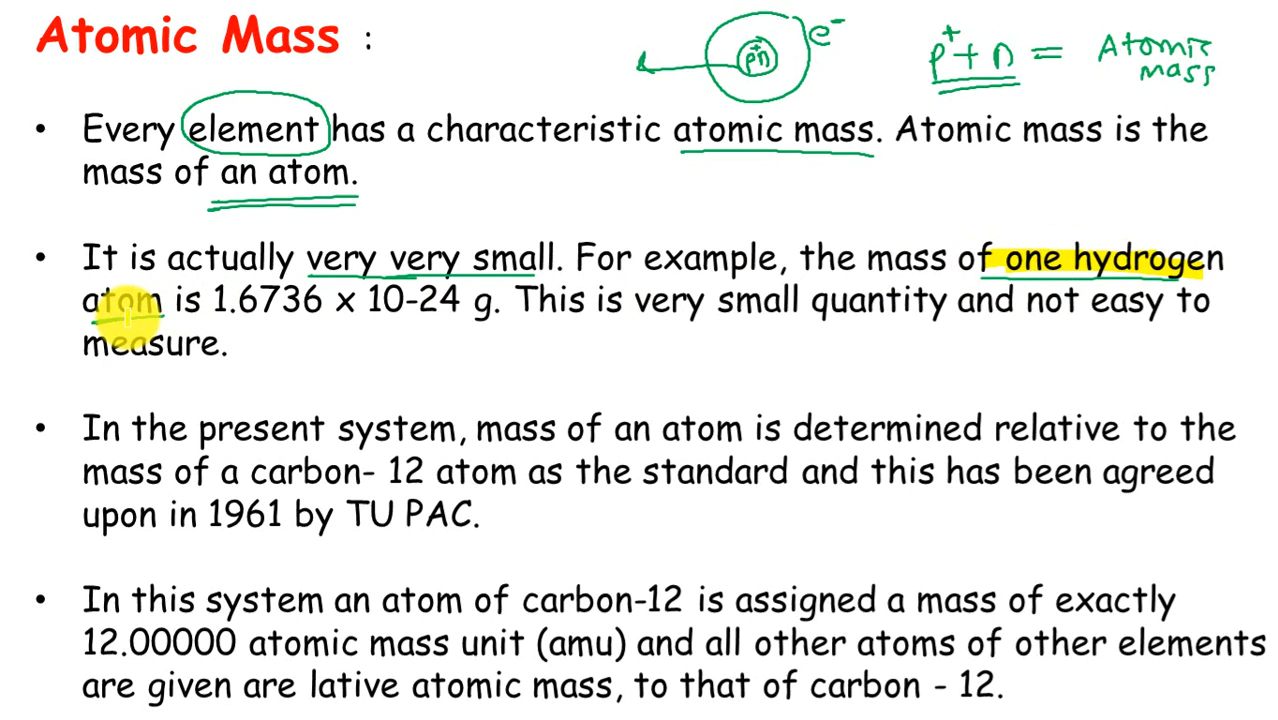 Atomic Mass :
e⁻
p⁺n
p⁺ + n = Atomic mass
• Every element has a characteristic atomic mass. Atomic mass is the
mass of an atom.
• It is actually very very small. For example, the mass of one hydrogen
atom is 1.6736 x 10-24 g. This is very small quantity and not easy to
measure.
• In the present system, mass of an atom is determined relative to the
mass of a carbon- 12 atom as the standard and this has been agreed
upon in 1961 by TU PAC.
• In this system an atom of carbon-12 is assigned a mass of exactly
12.00000 atomic mass unit (amu) and all other atoms of other elements
are given are lative atomic mass, to that of carbon - 12.